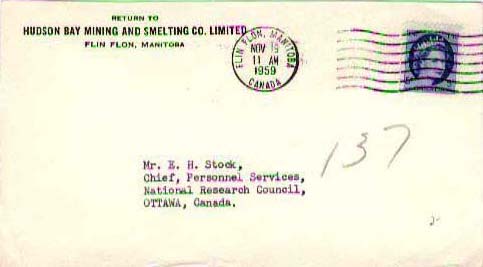 RETURN TO
HUDSON BAY MINING AND SMELTING CO. LIMITED
FLIN FLON, MANITOBA
FLIN FLON, MANITOBA
NOV 19
11 AM
1959
CANADA
137
Mr. E. H. Stock,
Chief, Personnel Services,
National Research Council,
OTTAWA, Canada.